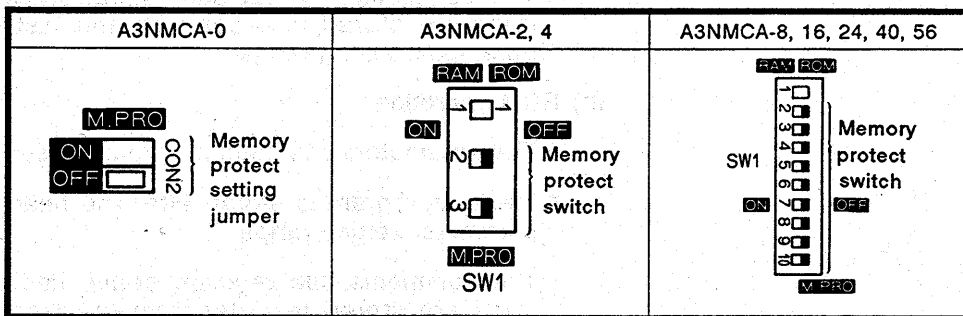 A3NMCA-0
M.PRO
ON
OFF
CON2
Memory
protect
setting
jumper
A3NMCA-2, 4
RAM ROM
1 1
ON OFF
2
3
Memory
protect
switch
M.PRO
SW1
A3NMCA-8, 16, 24, 40, 56
RAM ROM
1
2
3
4
5
6
7
8
9
10
SW1
ON OFF
Memory
protect
switch
M.PRO